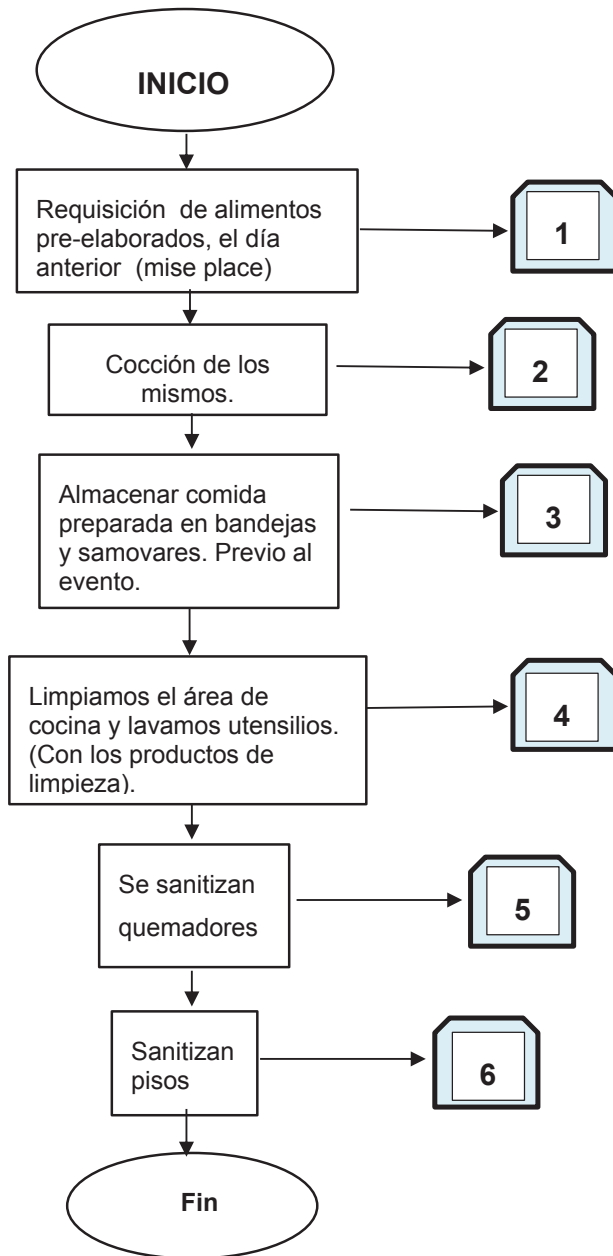 INICIO
Requisición de alimentos
pre-elaborados, el día
anterior (mise place)
1
Cocción de los
mismos.
2
Almacenar comida
preparada en bandejas
y samovares. Previo al
evento.
3
Limpiamos el área de
cocina y lavamos utensilios.
(Con los productos de
limpieza).
4
Se sanitizan
quemadores
5
Sanitizan
pisos
6
Fin